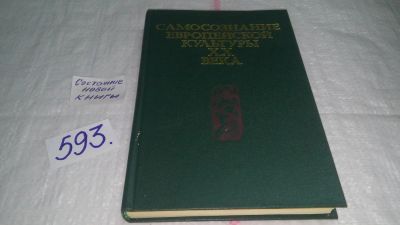 САМОСОЗНАНИЕ
ЕВРОПЕЙСКОЙ
КУЛЬТУРЫ
XX
ВЕКА
Состояние
новой
книги
593.